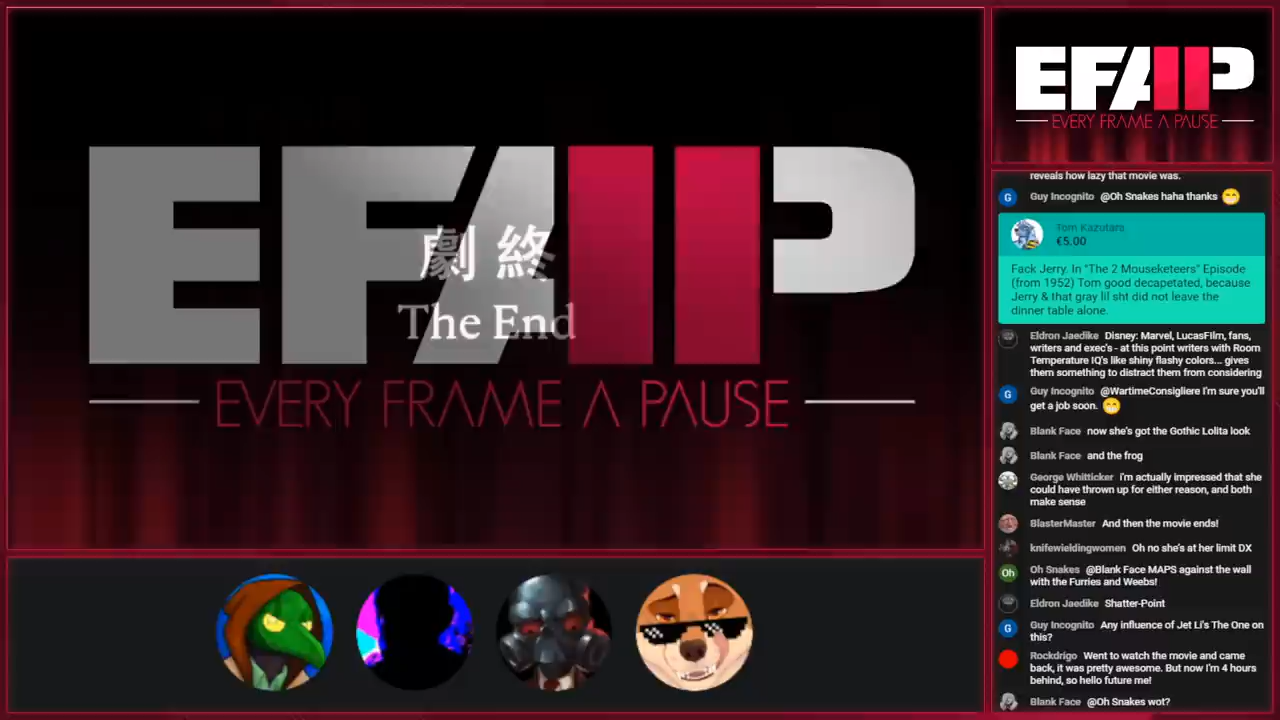 EFAP
劇終
The End
EVERY FRAME A PAUSE
EFAP
EVERY FRAME A PAUSE
reveals how lazy that movie was.
G Guy Incognito @Oh Snakes haha thanks 😁
Tom Kazutara
€5.00
Fack Jerry. In "The 2 Mouseketeers" Episode
(from 1952) Tom good decapetated, because
Jerry & that gray lil sht did not leave the
dinner table alone.
Eldron Jaedike Disney: Marvel, LucasFilm, fans,
writers and exec's - at this point writers with Room
Temperature IQ's like shiny flashy colors... gives
them something to distract them from considering
G Guy Incognito @WartimeConsigliere I'm sure you'll
get a job soon. 😁
Blank Face now she's got the Gothic Lolita look
Blank Face and the frog
George Whitticker i'm actually impressed that she
could have thrown up for either reason, and both
make sense
BlasterMaster And then the movie ends!
knifewieldingwomen Oh no she's at her limit DX
Oh Oh Snakes @Blank Face MAPS against the wall
with the Furries and Weebs!
Eldron Jaedike Shatter-Point
G Guy Incognito Any influence of Jet Li's The One on
this?
Rockdrigo Went to watch the movie and came
back, it was pretty awesome. But now I'm 4 hours
behind, so hello future me!
Blank Face @Oh Snakes wot?